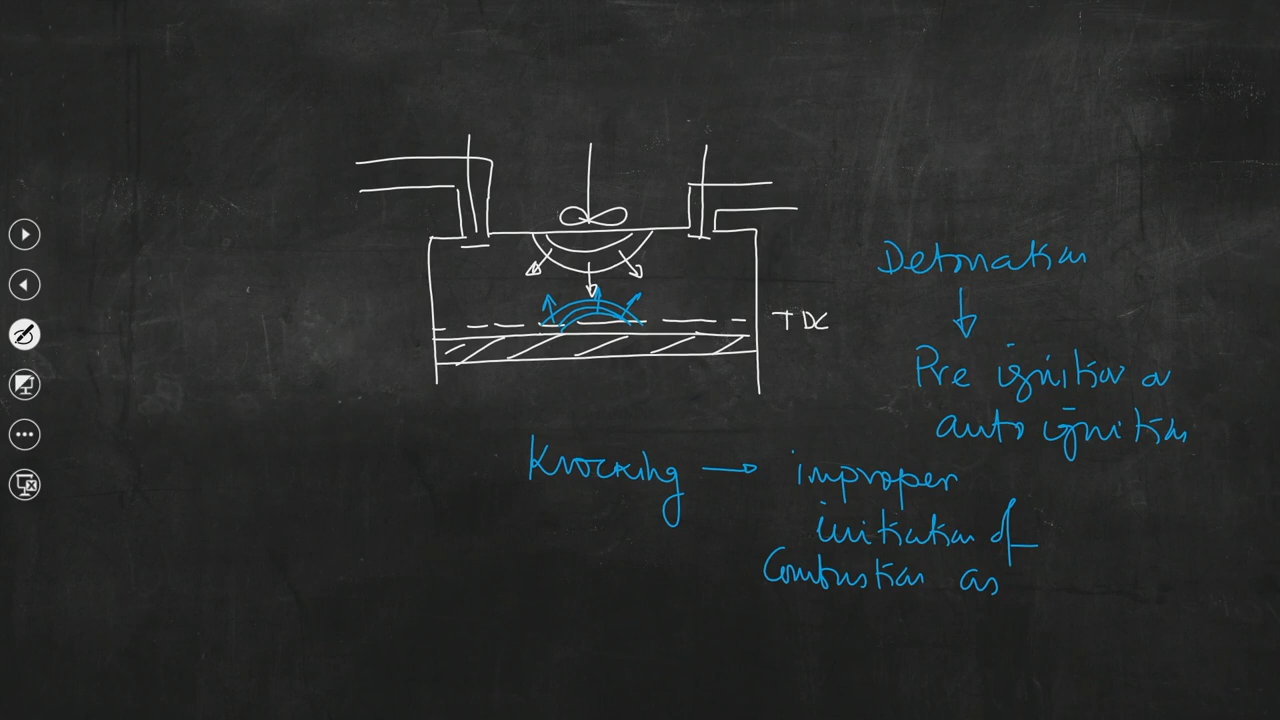 TDC
Detonation
Pre ignition or
auto ignition
Knocking → improper
initiation of
Combustion as